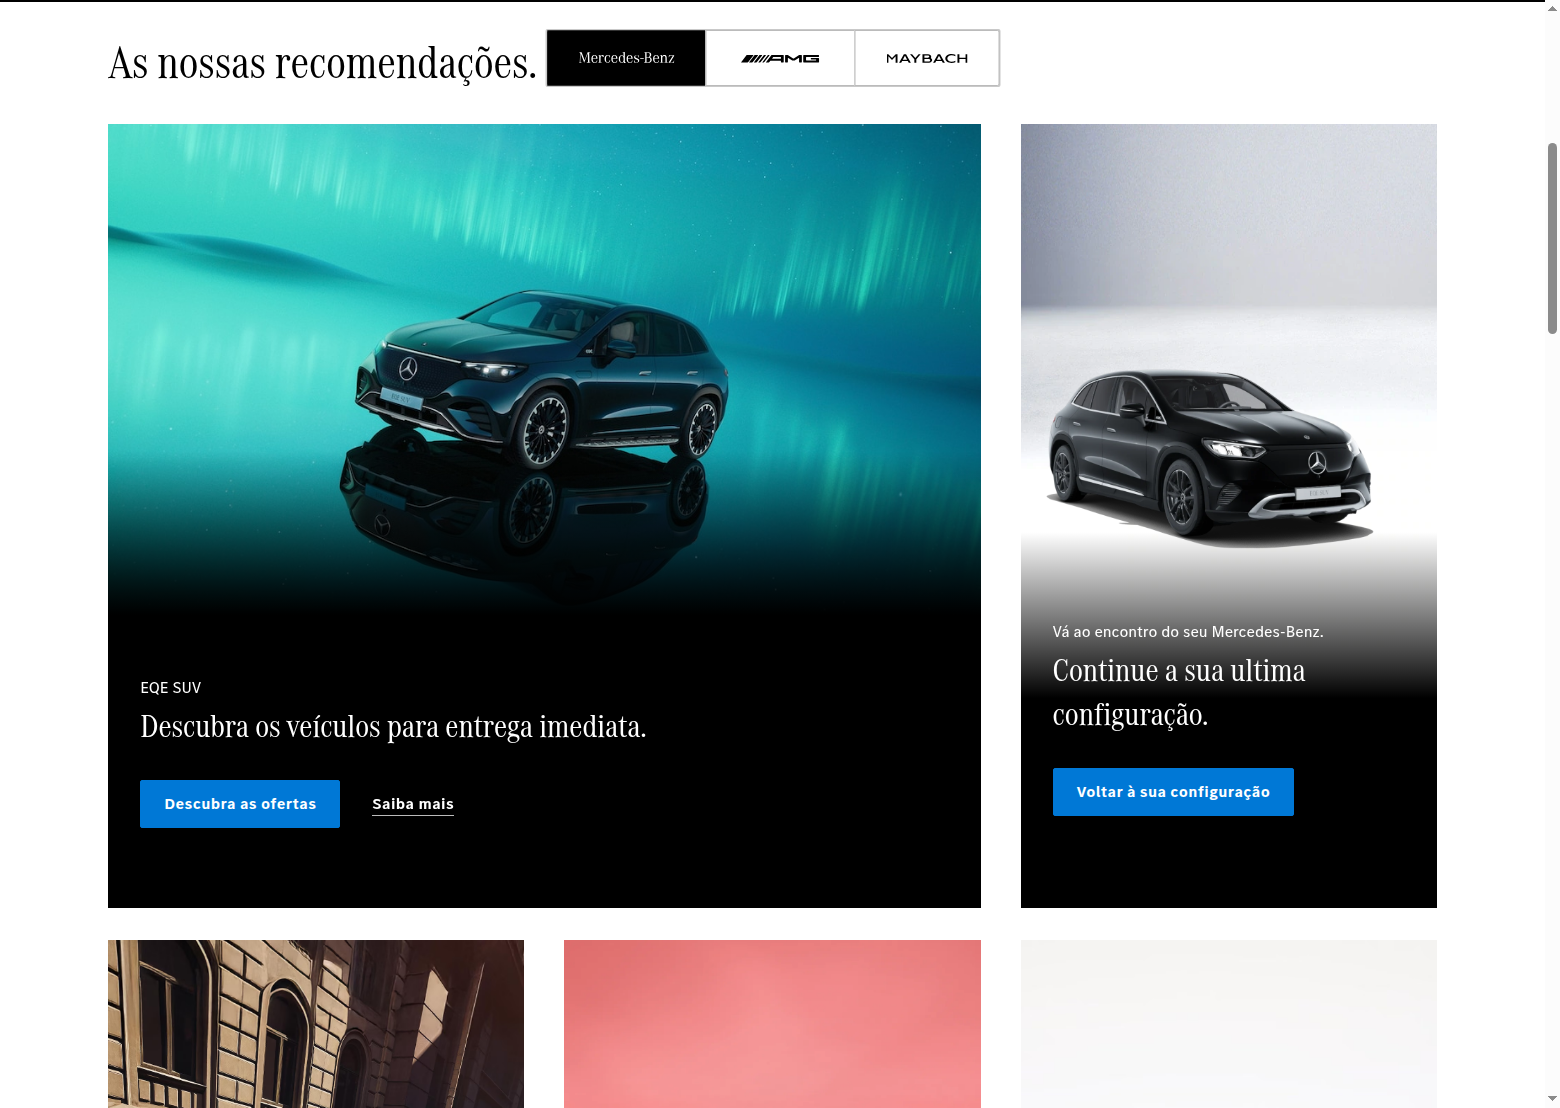 As nossas recomendações.
Mercedes-Benz
AMG
MAYBACH
EQE SUV
Descubra os veículos para entrega imediata.
Descubra as ofertas
Saiba mais
Vá ao encontro do seu Mercedes-Benz.
Continue a sua ultima
configuração.
Voltar à sua configuração